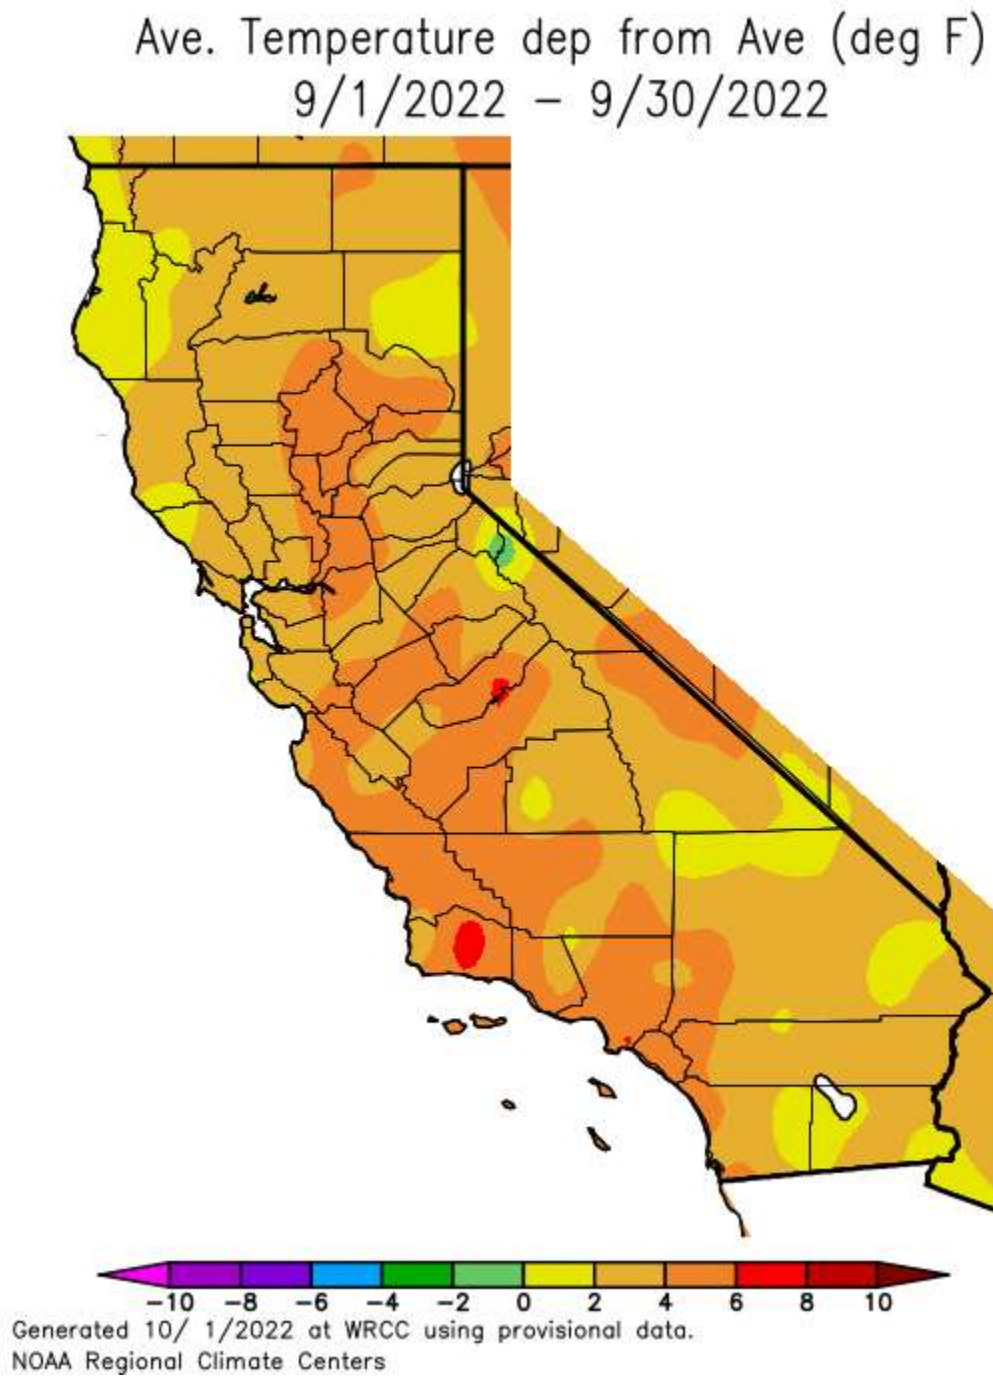 Ave. Temperature dep from Ave (deg F)
9/1/2022 – 9/30/2022
-10 -8 -6 -4 -2 0 2 4 6 8 10
Generated 10/ 1/2022 at WRCC using provisional data.
NOAA Regional Climate Centers